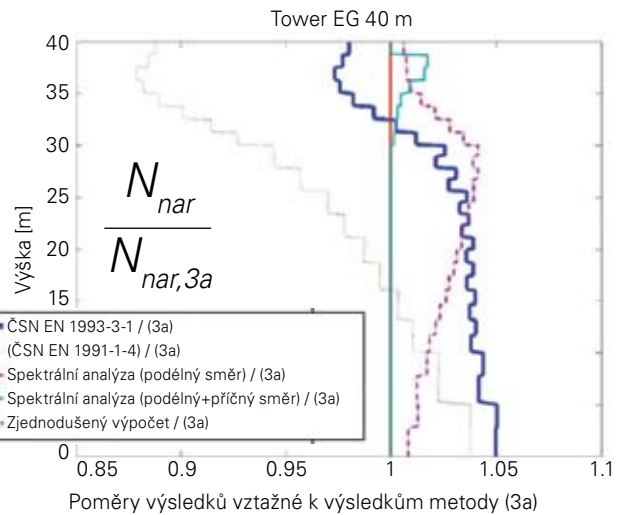 Tower EG 40 m
40
35
30
25
20
15
0
Výška [m]
N nar
N nar,3a
ČSN EN 1993-3-1 / (3a)
(ČSN EN 1991-1-4) / (3a)
Spektrální analýza (podélný směr) / (3a)
Spektrální analýza (podélný+příčný směr) / (3a)
Zjednodušený výpočet / (3a)
0.85 0.9 0.95 1 1.05 1.1
Poměry výsledků vztažné k výsledkům metody (3a)